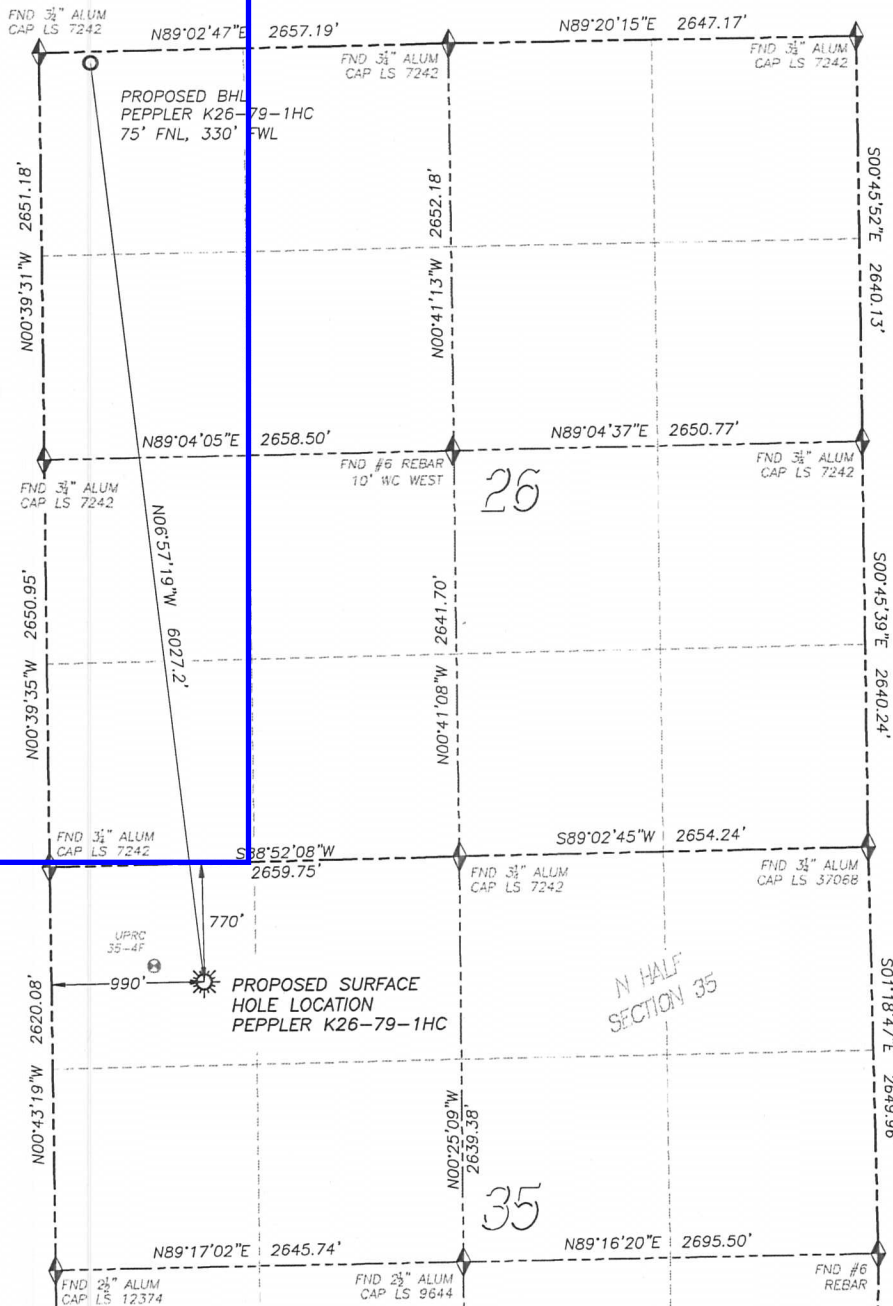 FND 3¼" ALUM
CAP LS 7242
N89°02'47"E 2657.19'
FND 3¼" ALUM
CAP LS 7242
N89°20'15"E 2647.17'
FND 3¼" ALUM
CAP LS 7242
PROPOSED BHL
PEPPLER K26-79-1HC
75' FNL, 330' FWL
N00°39'31"W 2651.18'
N00°41'13"W 2652.18'
S00°45'52"E 2640.13'
N89°04'05"E 2658.50'
N89°04'37"E 2650.77'
FND 3¼" ALUM
CAP LS 7242
FND #6 REBAR
10' WC WEST
FND 3¼" ALUM
CAP LS 7242
26
N06°57'19"W 6027.2'
N00°39'35"W 2650.95'
N00°41'08"W 2641.70'
S00°45'39"E 2640.24'
FND 3¼" ALUM
CAP LS 7242
S88°52'08"W
2659.75'
S89°02'45"W 2654.24'
FND 3¼" ALUM
CAP LS 7242
FND 3¼" ALUM
CAP LS 37068
770'
UPRC
35-4F
990'
PROPOSED SURFACE
HOLE LOCATION
PEPPLER K26-79-1HC
N HALF
SECTION 35
N00°43'19"W 2620.08'
N00°25'09"W
2639.38'
S01°18'47"E 2649.96'
35
N89°17'02"E 2645.74'
N89°16'20"E 2695.50'
FND 2½" ALUM
CAP LS 12374
FND 2½" ALUM
CAP LS 9644
FND #6
REBAR